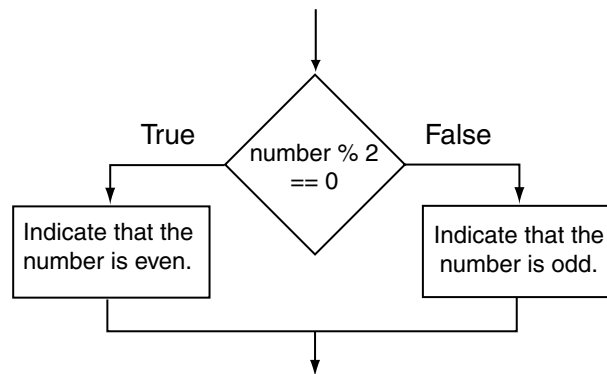 True
False
number % 2
== 0
Indicate that the
number is even.
Indicate that the
number is odd.